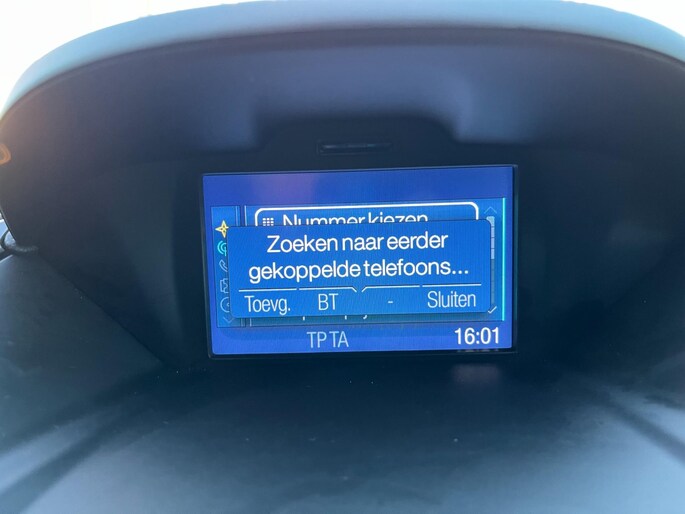 Nummer kiezen
Zoeken naar eerder
gekoppelde telefoons...
Toevg. BT - Sluiten
TP TA 16:01